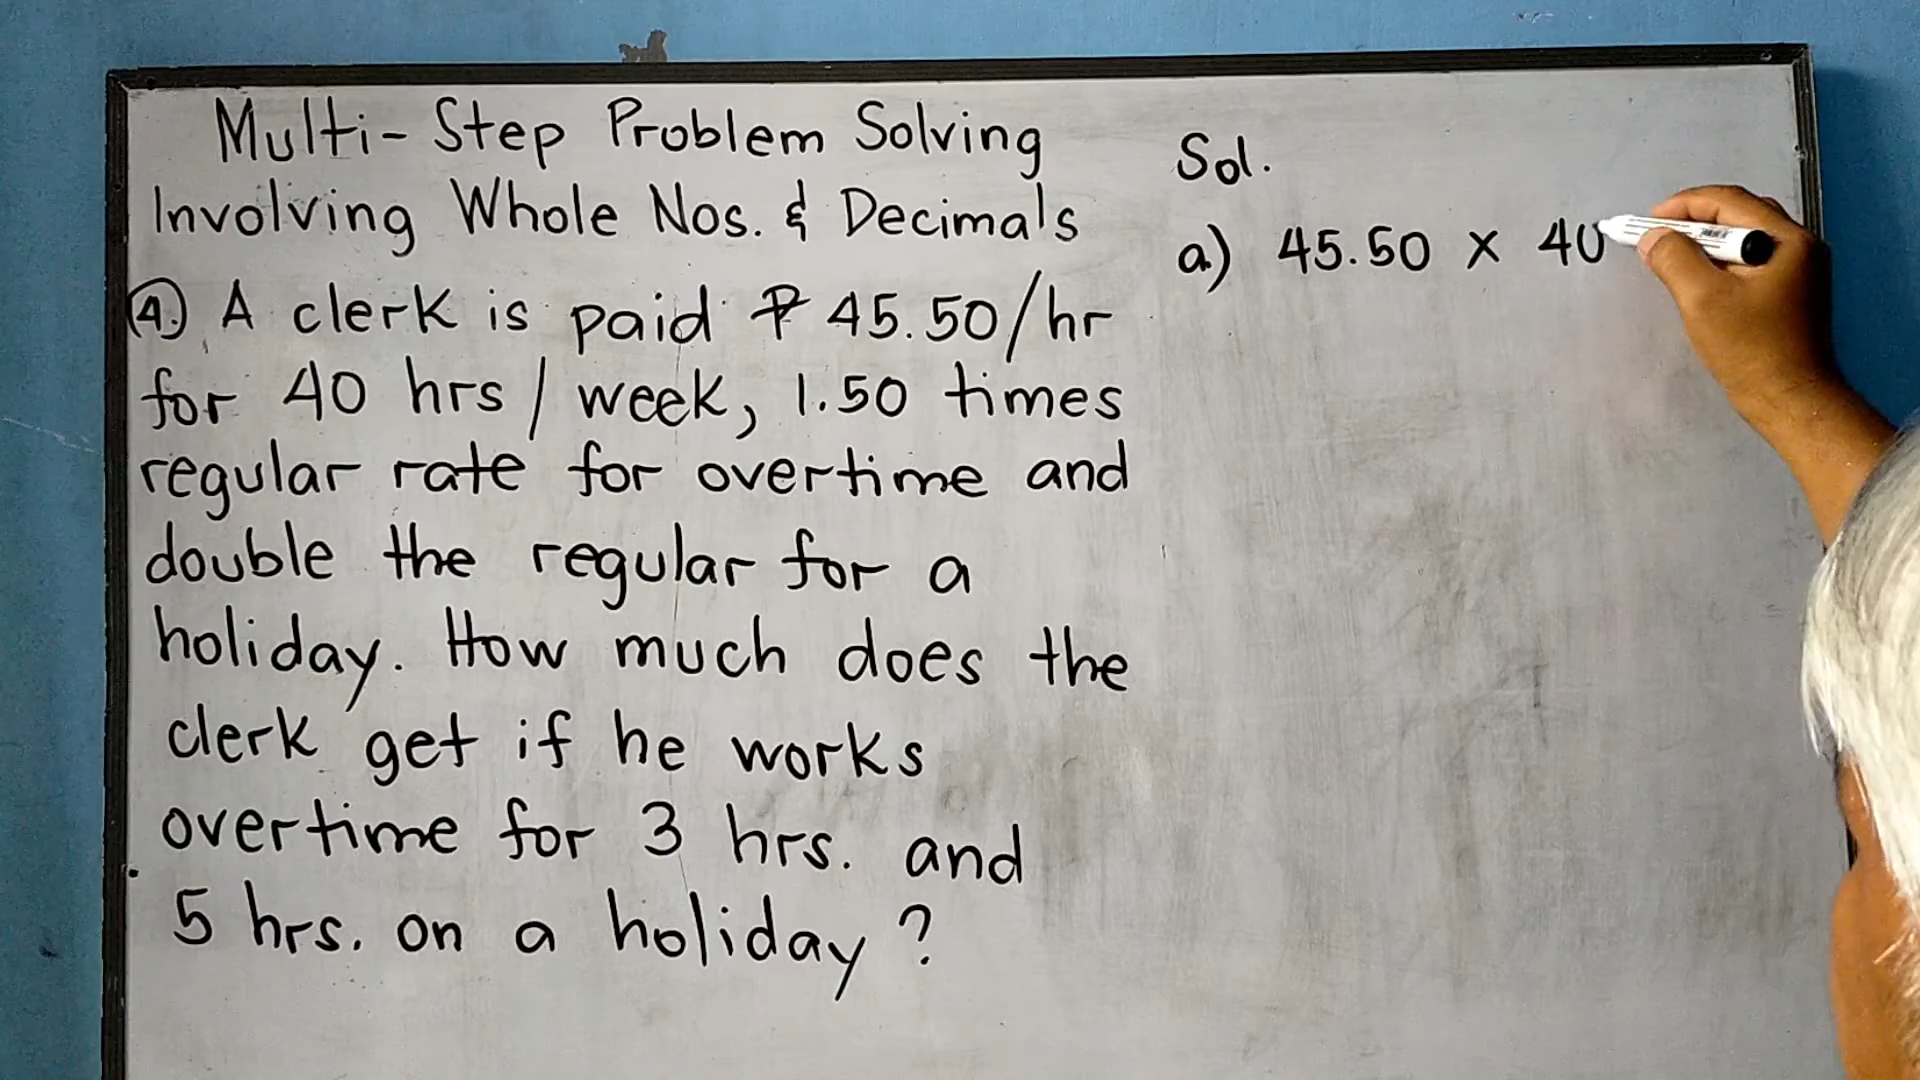 Multi-Step Problem Solving
Involving Whole Nos. & Decimals
4. A clerk is paid ₱ 45.50/hr
for 40 hrs / week, 1.50 times
regular rate for overtime and
double the regular for a
holiday. How much does the
clerk get if he works
overtime for 3 hrs. and
5 hrs. on a holiday?
Sol.
a) 45.50 x 40